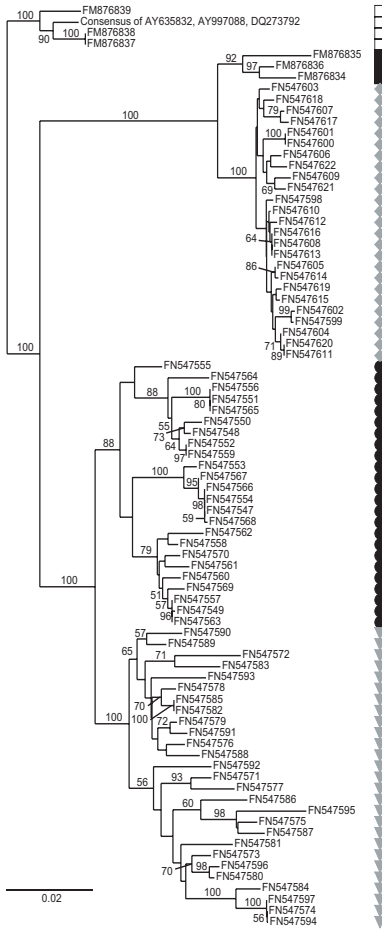 FM876839
100
Consensus of AY635832, AY997088, DQ273792
90
100
FM876838
FM876837
FM876835
92
FM876836
97
FM876834
FN547603
FN547618
79
FN547607
FN547617
100
100
FN547601
FN547600
FN547606
FN547622
100
FN547609
69
FN547621
FN547598
FN547610
FN547612
FN547616
64
FN547608
FN547613
86
FN547605
FN547614
FN547619
FN547615
99
FN547602
FN547599
FN547604
71
FN547620
89
FN547611
100
FN547555
FN547564
88
FN547556
100
80
FN547551
FN547565
55
FN547550
73
FN547548
64
FN547552
97
FN547559
88
FN547553
100
FN547567
95
FN547566
98
FN547554
FN547547
59
FN547568
FN547562
FN547558
79
FN547570
FN547561
FN547560
51
FN547569
57
FN547557
96
FN547549
FN547563
100
57
FN547590
FN547589
65
71
FN547572
FN547583
FN547593
70
FN547578
100
FN547585
FN547582
72
FN547579
FN547591
FN547576
FN547588
100
FN547592
56
93
FN547571
FN547577
60
FN547586
98
FN547595
FN547575
FN547587
FN547581
70
FN547573
98
FN547596
FN547580
100
FN547584
100
FN547597
FN547574
56
FN547594
0.02